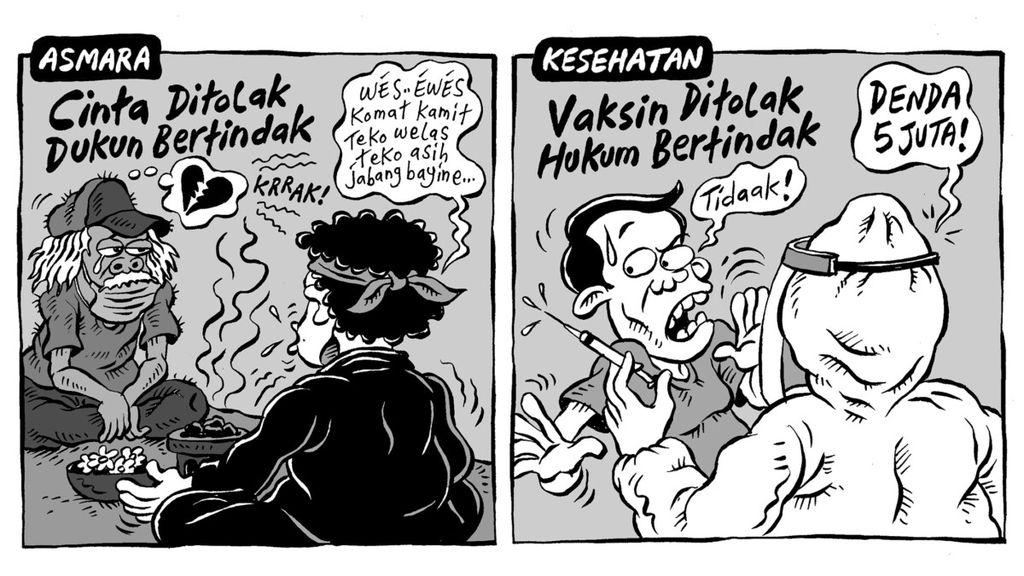 ASMARA
Cinta Ditolak
Dukun Bertindak
WÉS..ÉWÉS
Komat Kamit
Teko welas
teko asih
jabang bayine...
KRRAK!
KESEHATAN
Vaksin Ditolak
Hukum Bertindak
DENDA
5 JUTA!
Tidaak!